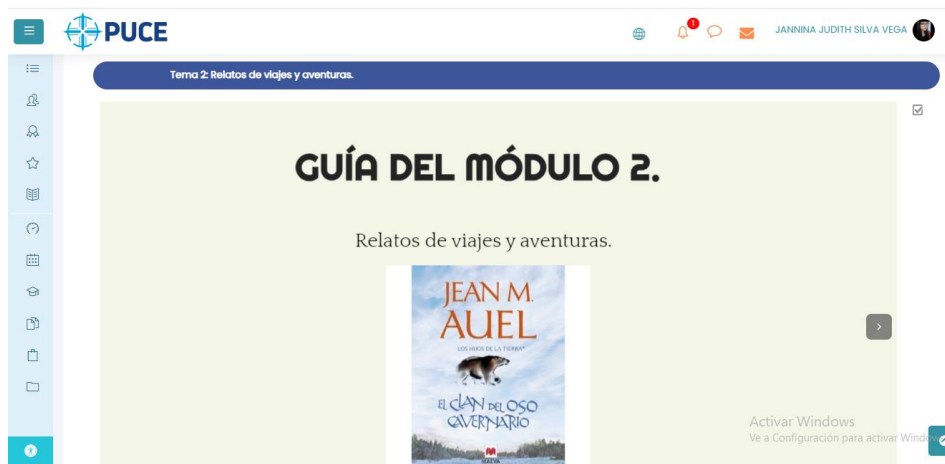 PUCE
1
JANNINA JUDITH SILVA VEGA
Tema 2: Relatos de viajes y aventuras.
GUÍA DEL MÓDULO 2.
Relatos de viajes y aventuras.
JEAN M.
AUEL
LOS HIJOS DE LA TIERRA
EL CLAN DEL OSO
CAVERNARIO
MAEVA
Activar Windows
Ve a Configuración para activar Windows